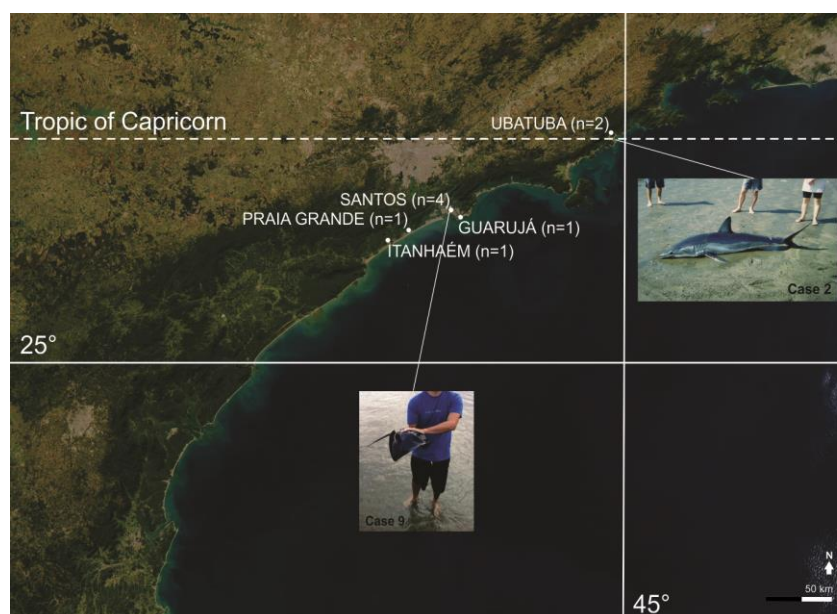 Tropic of Capricorn
UBATUBA (n=2)
SANTOS (n=4)
PRAIA GRANDE (n=1)
GUARUJÁ (n=1)
ITANHAÉM (n=1)
Case 2
25°
Case 9
N
50 km
45°